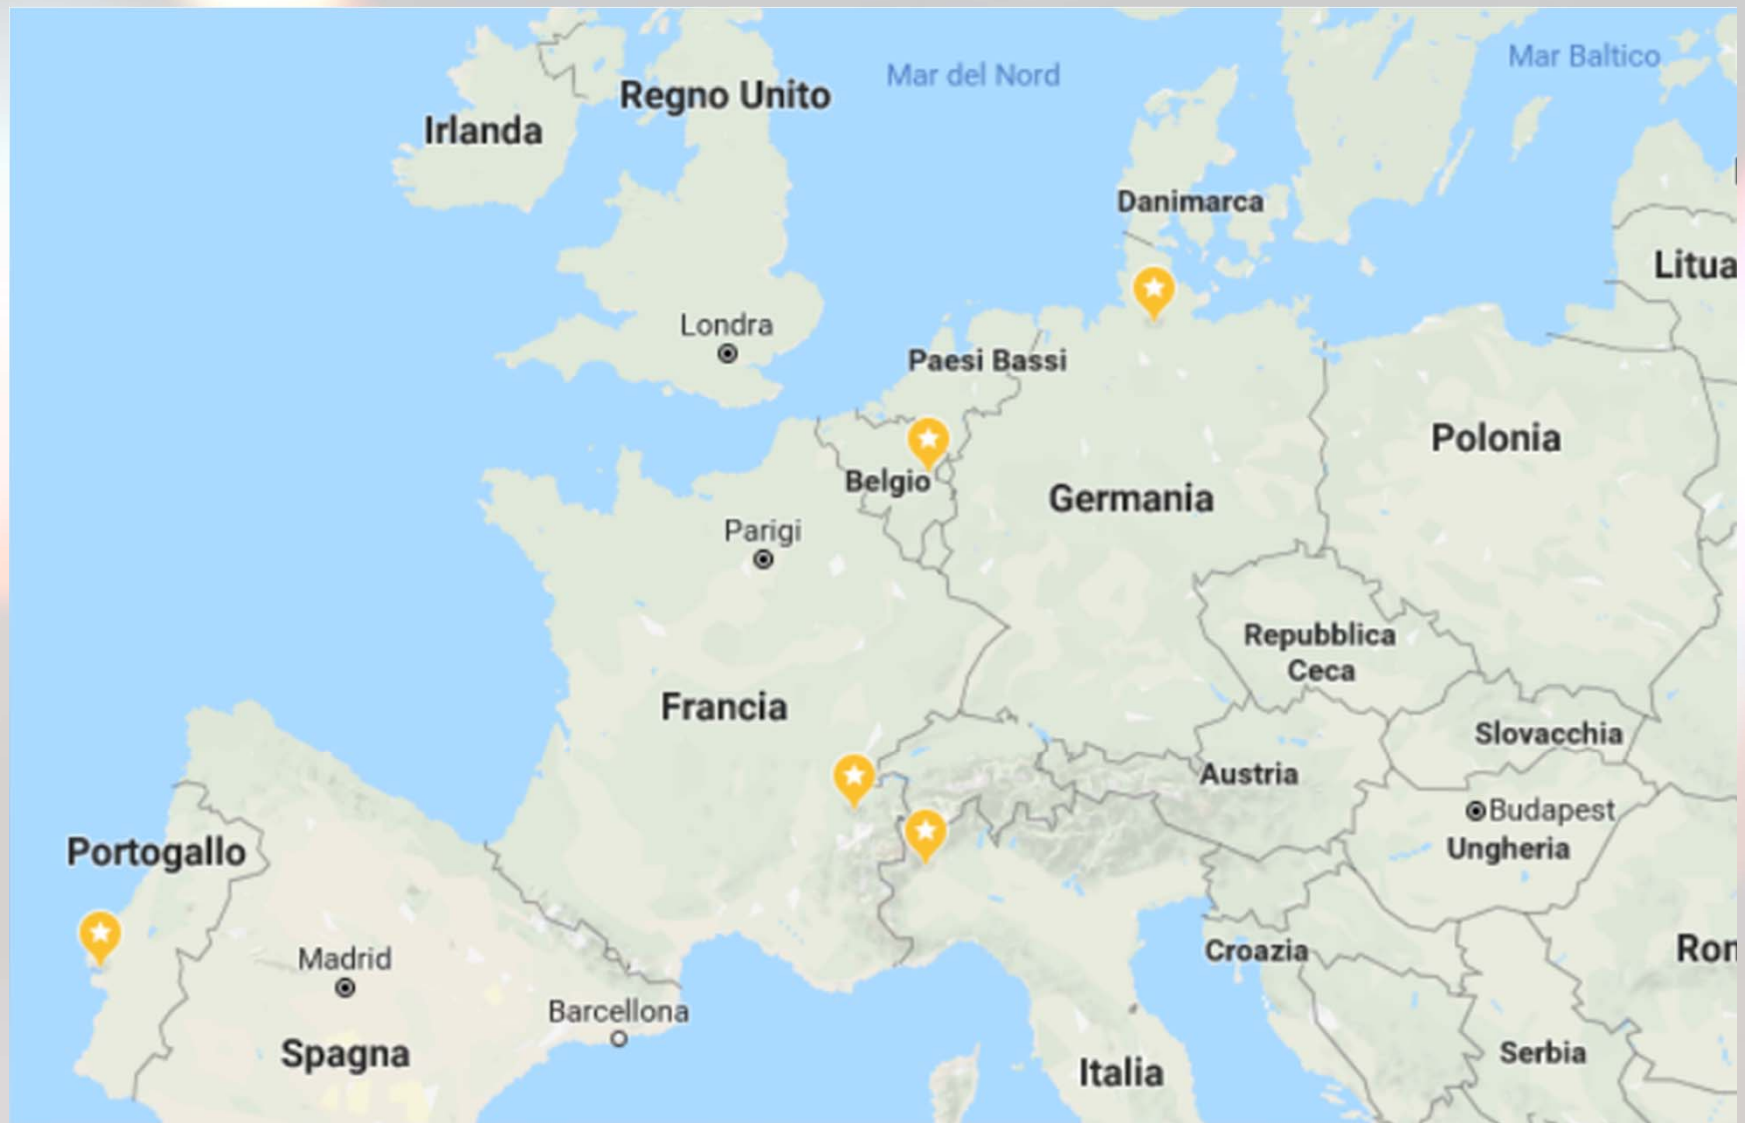 Mar Baltico
Mar del Nord
Regno Unito
Irlanda
Danimarca
Litua
Londra
Paesi Bassi
Polonia
Belgio
Germania
Parigi
Repubblica
Ceca
Francia
Slovacchia
Austria
Budapest
Ungheria
Portogallo
Madrid
Croazia
Ron
Barcellona
Spagna
Serbia
Italia